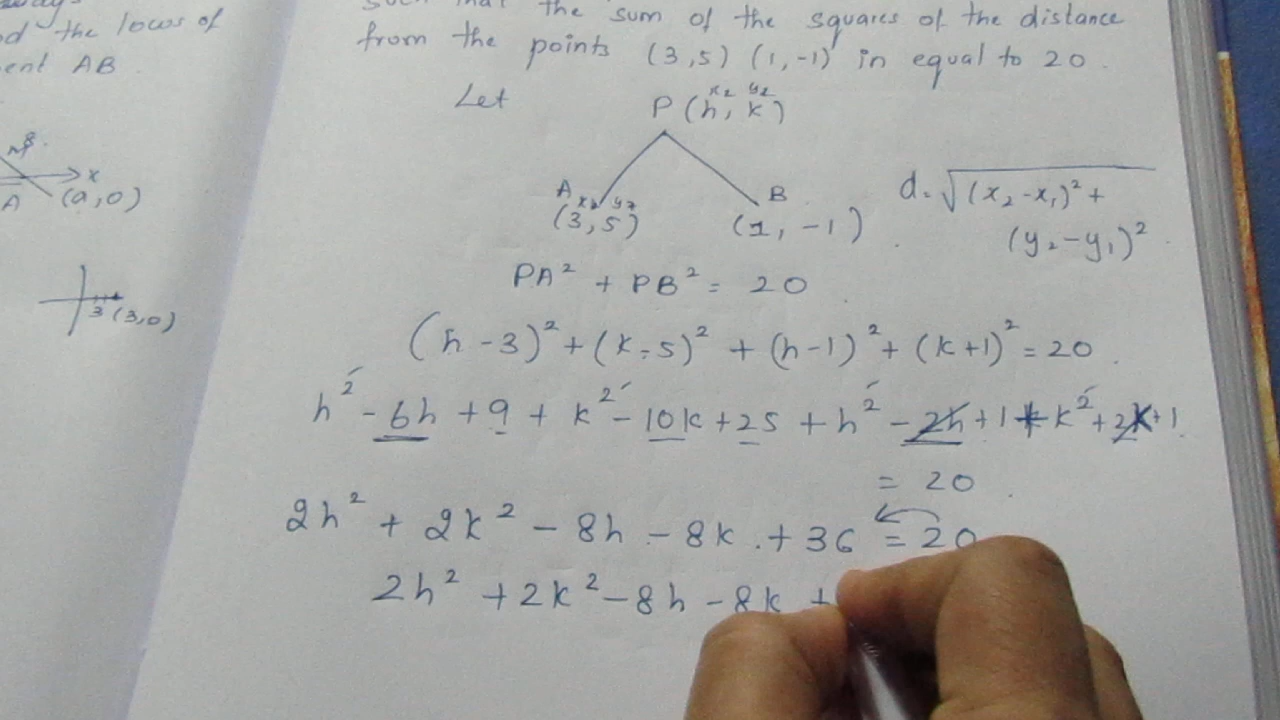 d the locus of
ent AB
x
A (a,0)
3 (3,0)
such that the sum of the squares of the distance
from the points (3,5) (1,-1) in equal to 20.
Let P(h, k)
x₂ y₂
A B
(3,5) (1, -1)
d = √(x₂-x₁)² +
(y₂-y₁)²
PA² + PB² = 20
(h-3)² + (k-5)² + (h-1)² + (k+1)² = 20.
h² - 6h + 9 + k² - 10k + 25 + h² - 2h + 1 + k² + 2k + 1
= 20.
2h² + 2k² - 8h - 8k + 36 = 20
2h² + 2k² - 8h - 8k +